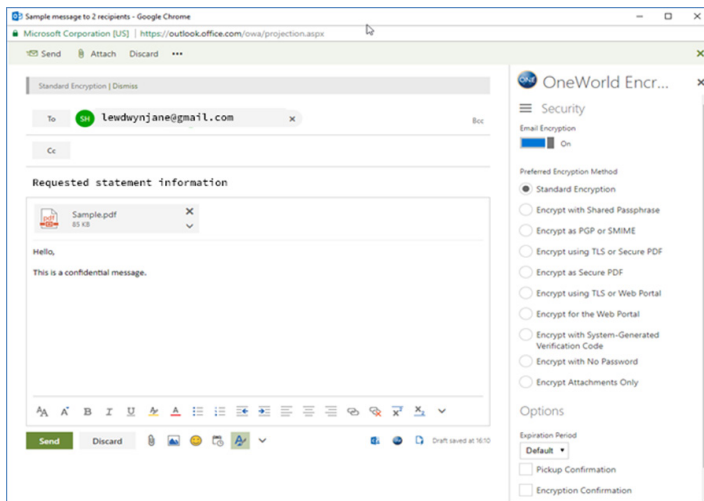 Sample message to 2 recipients - Google Chrome
Microsoft Corporation [US] | https://outlook.office.com/owa/projection.aspx
Send Attach Discard •••
Standard Encryption | Dismiss
To SH lewdwynjane@gmail.com × Bcc
Cc
Requested statement information
pdf Sample.pdf
85 KB
Hello,
This is a confidential message.
Send Discard Draft saved at 16:10
ONE OneWorld Encr...
Security
Email Encryption
On
Preferred Encryption Method
Standard Encryption
Encrypt with Shared Passphrase
Encrypt as PGP or SMIME
Encrypt using TLS or Secure PDF
Encrypt as Secure PDF
Encrypt using TLS or Web Portal
Encrypt for the Web Portal
Encrypt with System-Generated
Verification Code
Encrypt with No Password
Encrypt Attachments Only
Options
Expiration Period
Default
Pickup Confirmation
Encryption Confirmation